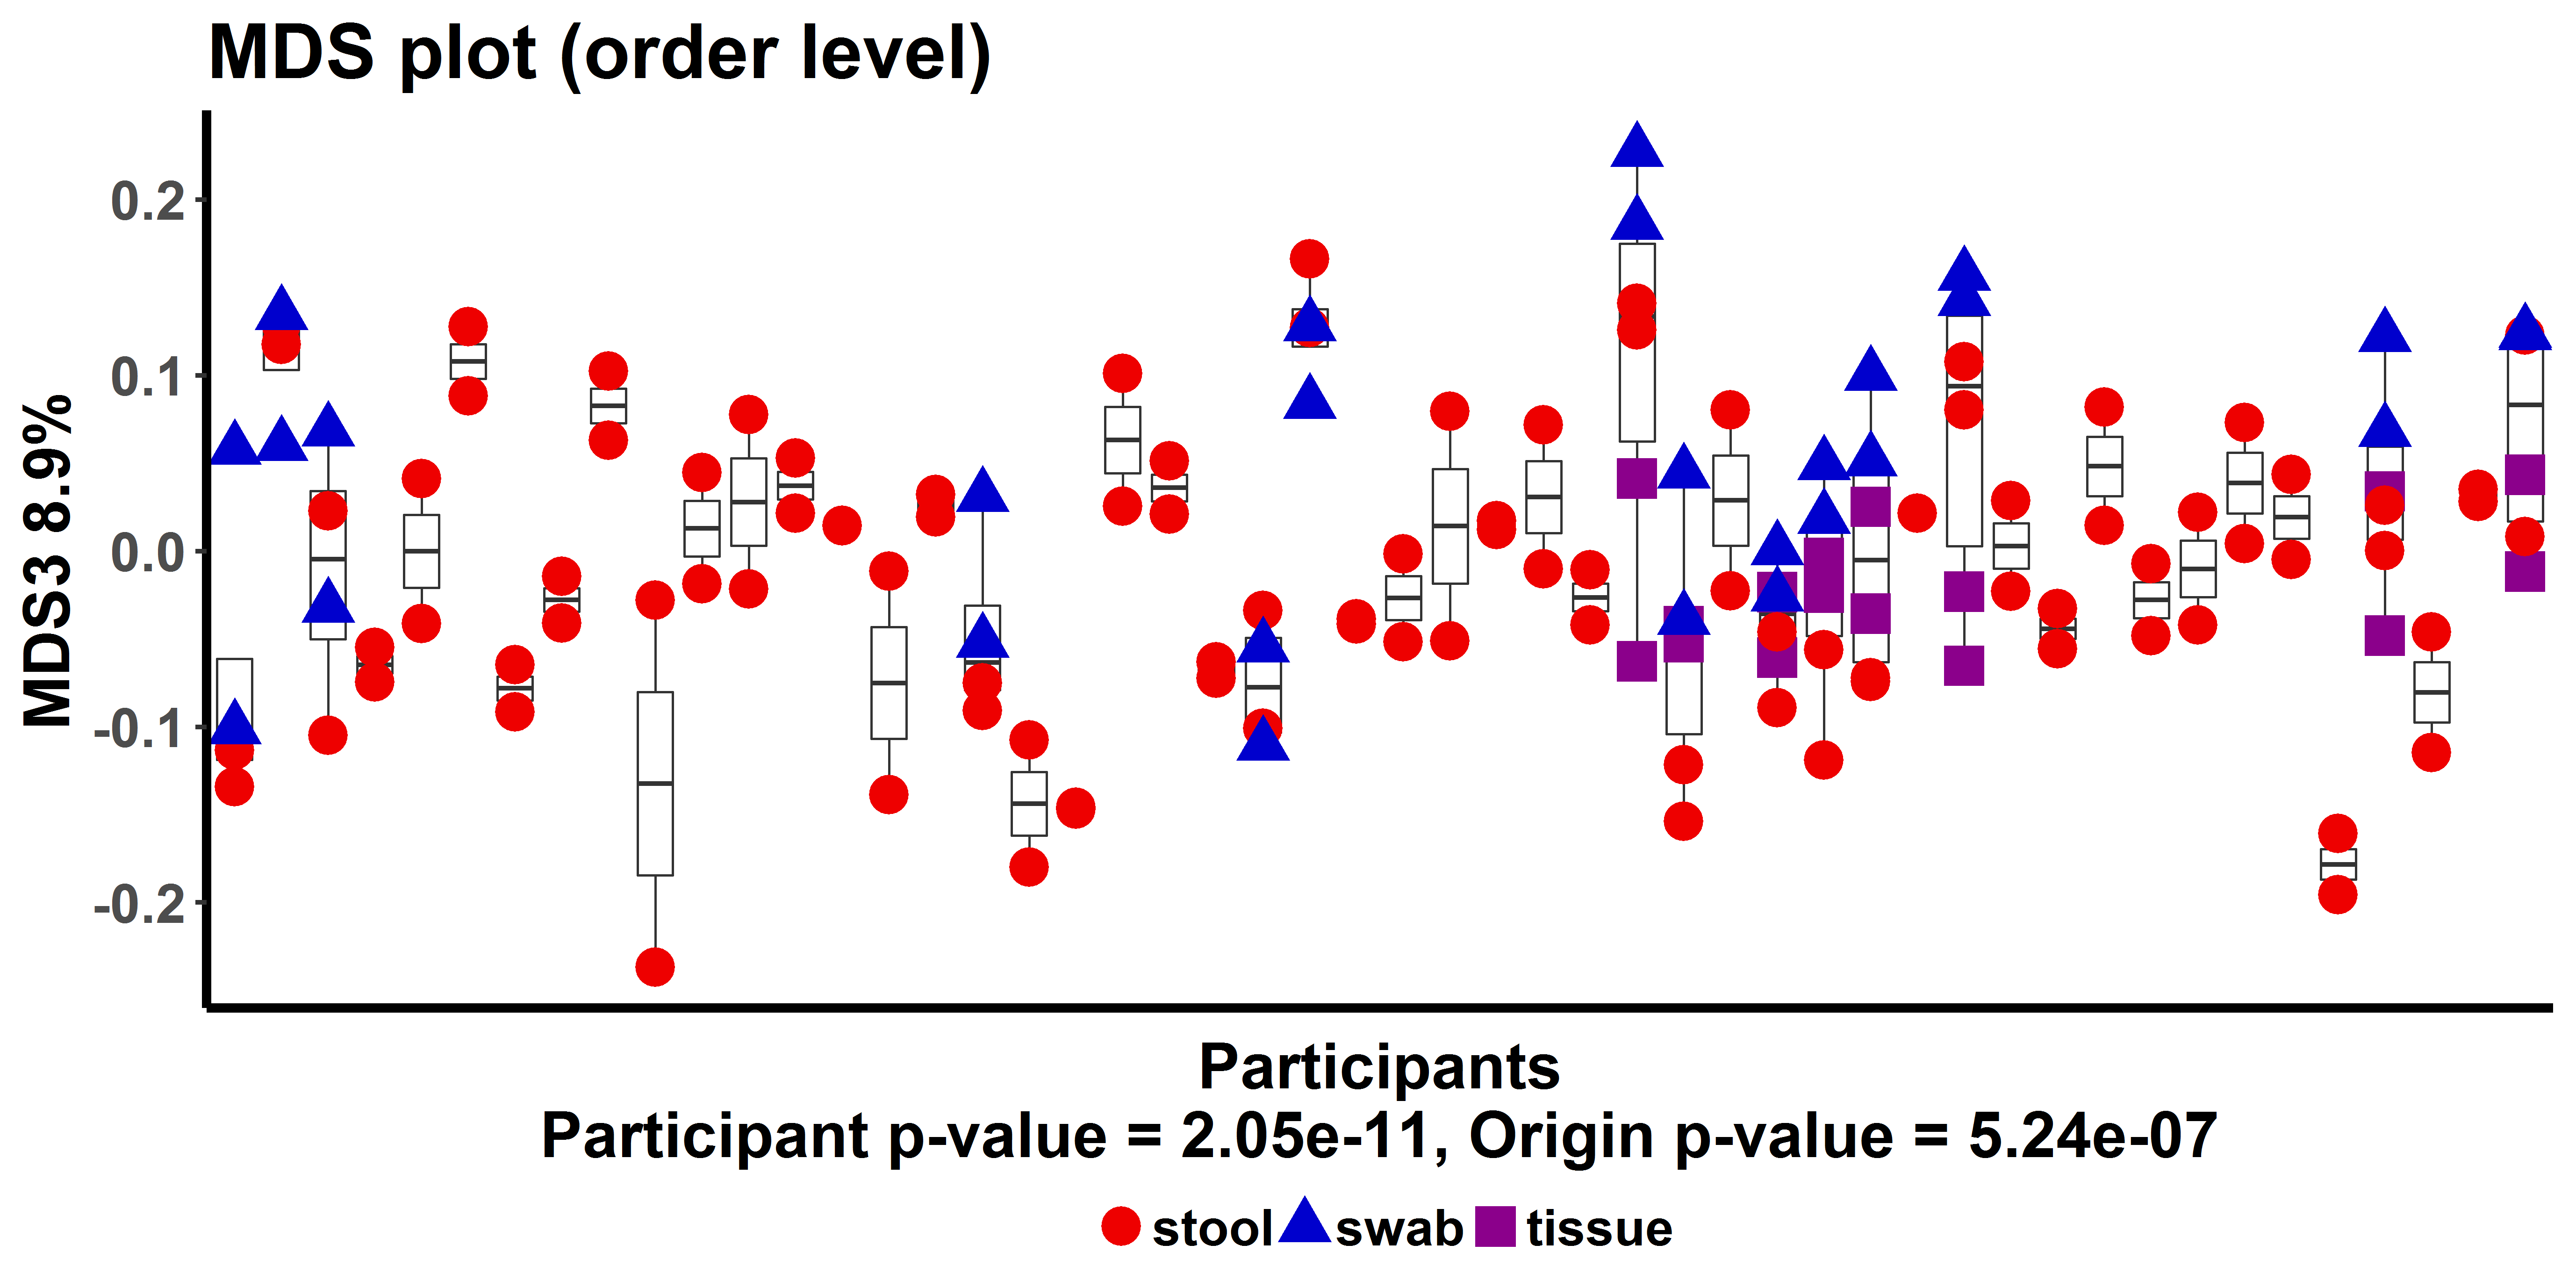 MDS plot (order level)
MDS3 8.9%
0.2
0.1
0.0
-0.1
-0.2
Participants
Participant p-value = 2.05e-11, Origin p-value = 5.24e-07
stool swab tissue